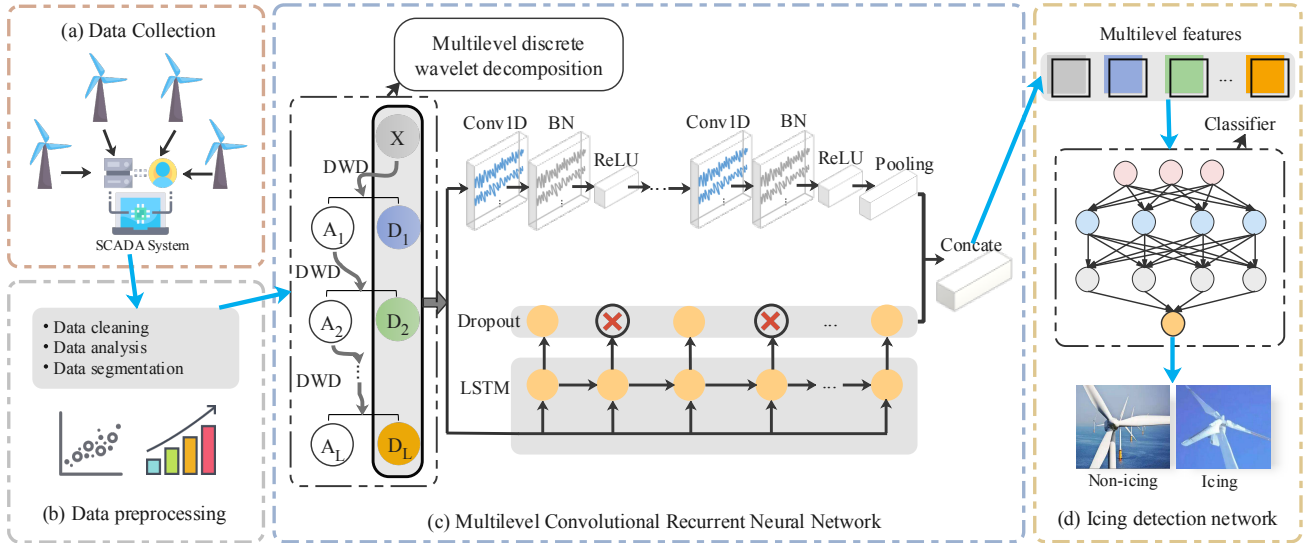 (a) Data Collection
SCADA System
• Data cleaning
• Data analysis
• Data segmentation
(b) Data preprocessing
Multilevel discrete
wavelet decomposition
X
DWD
A1
D1
DWD
A2
D2
DWD
AL
DL
Conv1D
BN
ReLU
......
Conv1D
BN
ReLU
Pooling
Concate
Dropout
...
LSTM
...
(c) Multilevel Convolutional Recurrent Neural Network
Multilevel features
...
Classifier
Non-icing
Icing
(d) Icing detection network